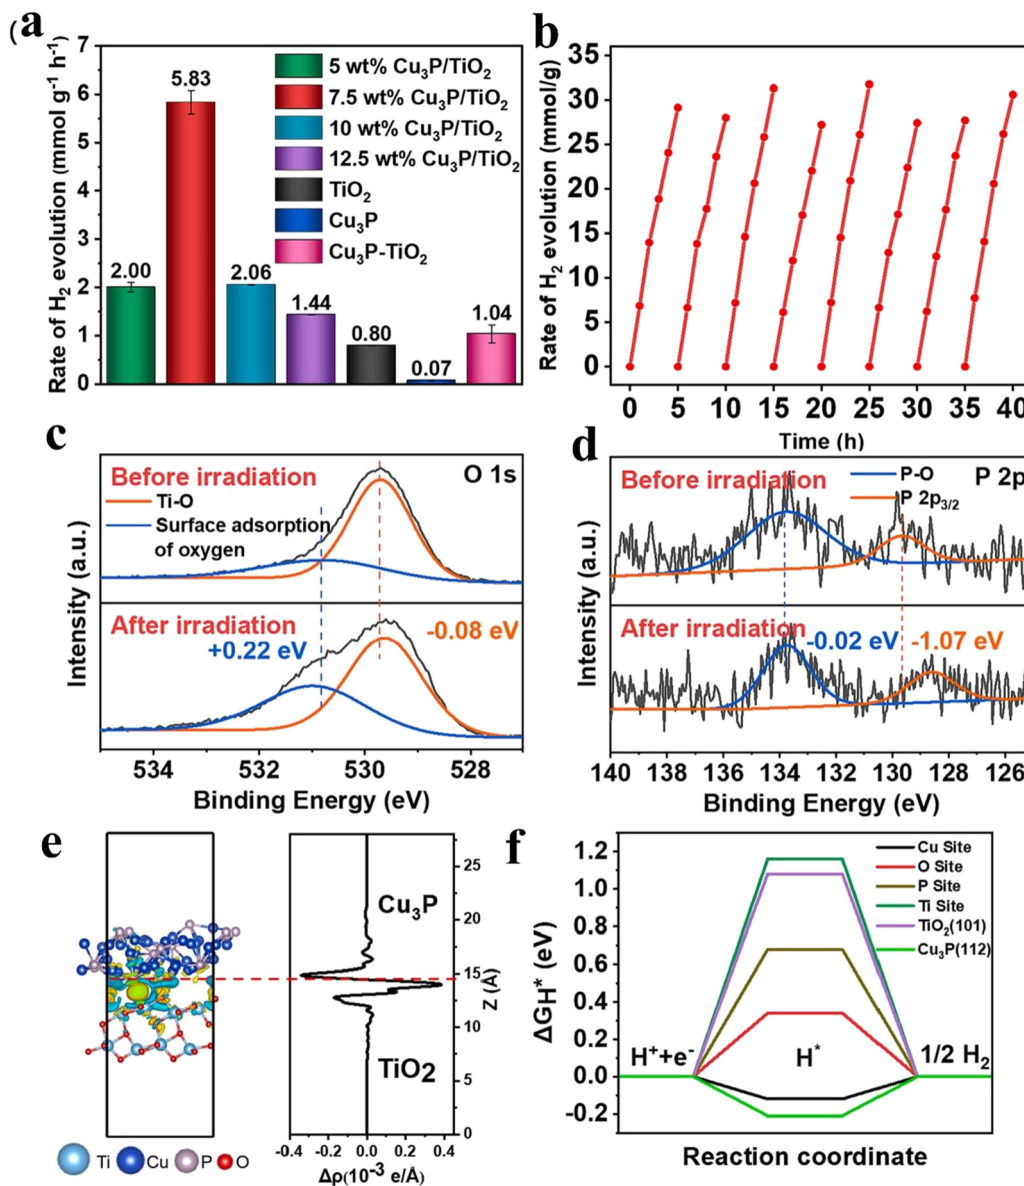 (a
Rate of H₂ evolution (mmol g⁻¹ h⁻¹)
7
6
5
4
3
2
1
0
2.00
5.83
2.06
1.44
0.80
0.07
1.04
5 wt% Cu₃P/TiO₂
7.5 wt% Cu₃P/TiO₂
10 wt% Cu₃P/TiO₂
12.5 wt% Cu₃P/TiO₂
TiO₂
Cu₃P
Cu₃P-TiO₂
b
Rate of H₂ evolution (mmol/g)
35
30
25
20
15
10
5
0
0 5 10 15 20 25 30 35 40
Time (h)
c
Intensity (a.u.)
Before irradiation
O 1s
Ti-O
Surface adsorption
of oxygen
After irradiation
+0.22 eV
-0.08 eV
534 532 530 528
Binding Energy (eV)
d
Intensity (a.u.)
Before irradiation
P-O
P 2p₃/₂
P 2p
After irradiation
-0.02 eV
-1.07 eV
140 138 136 134 132 130 128 126
Binding Energy (eV)
e
Ti Cu P O
Cu₃P
TiO2
25
20
15
10
5
0
Z (Å)
-0.4 -0.2 0.0 0.2 0.4
Δρ(10⁻³ e/Å)
f
ΔGH* (eV)
1.2
1.0
0.8
0.6
0.4
0.2
0.0
-0.2
Cu Site
O Site
P Site
Ti Site
TiO₂(101)
Cu₃P(112)
H⁺+e⁻
H*
1/2 H₂
Reaction coordinate